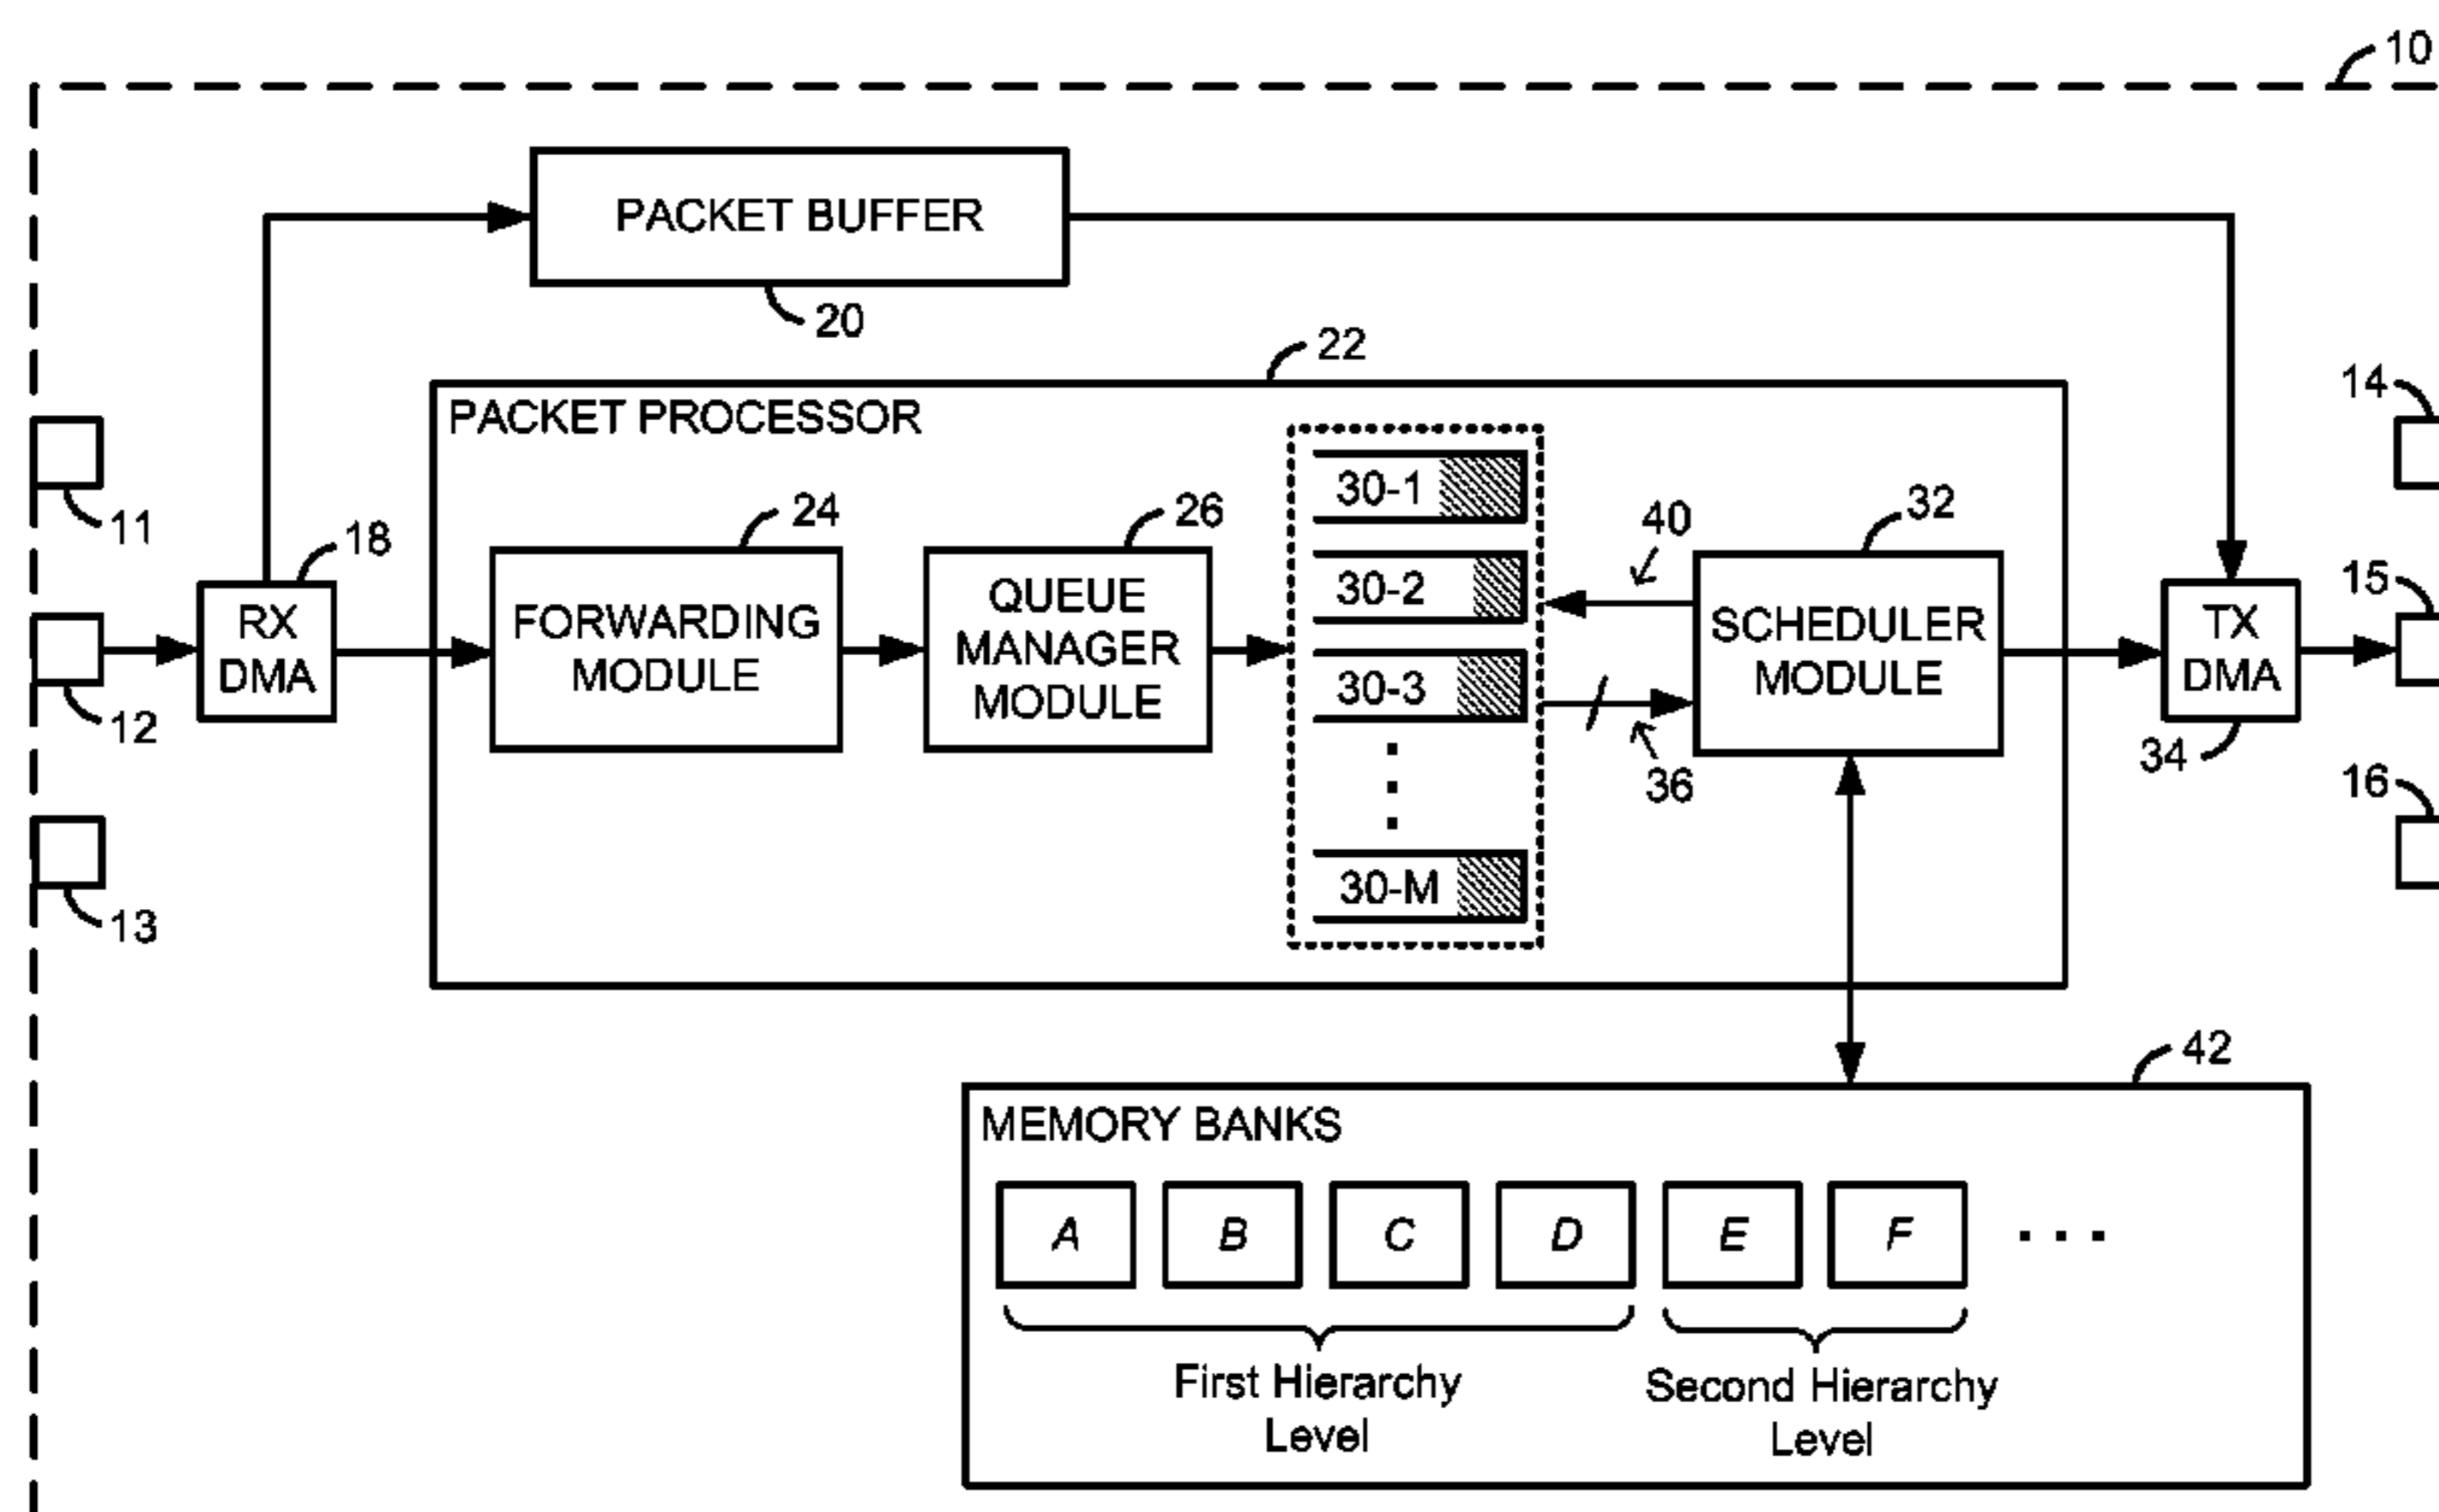 10
PACKET BUFFER
20
22
PACKET PROCESSOR
14
11
18
24
26
30-1
40
32
RX
DMA
FORWARDING
MODULE
QUEUE
MANAGER
MODULE
30-2
30-3
SCHEDULER
MODULE
TX
DMA
15
12
36
34
16
30-M
13
42
MEMORY BANKS
A B C D E F . . .
First Hierarchy
Level
Second Hierarchy
Level